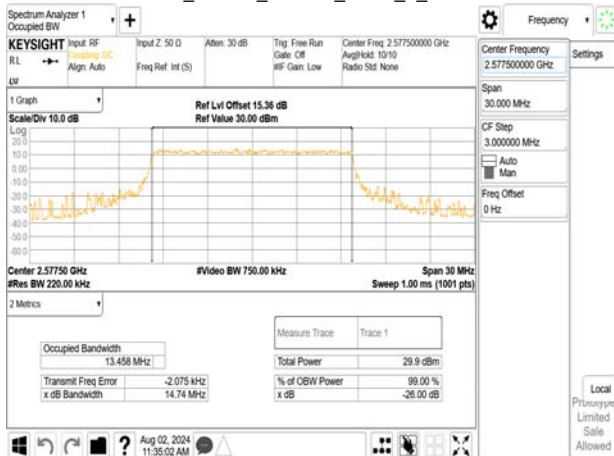 Spectrum Analyzer 1
Occupied BW
Frequency
KEYSIGHT
RL
Input: RF
Coupling: DC
Align: Auto
Input Z: 50 Ω
Freq Ref: Int (S)
Atten: 30 dB
Trig: Free Run
Gate: Off
#IF Gain: Low
Center Freq: 2.577500000 GHz
Avg|Hold: 10/10
Radio Std: None
Center Frequency
2.577500000 GHz
Settings
Span
30.000 MHz
CF Step
3.000000 MHz
Auto
Man
Freq Offset
0 Hz
1 Graph
Scale/Div 10.0 dB
Ref Lvl Offset 15.36 dB
Ref Value 30.00 dBm
Log
20.0
10.0
0.00
-10.0
-20.0
-30.0
-40.0
-50.0
-60.0
Center 2.57750 GHz
#Res BW 220.00 kHz
#Video BW 750.00 kHz
Span 30 MHz
Sweep 1.00 ms (1001 pts)
2 Metrics
Measure Trace
Trace 1
Occupied Bandwidth
13.458 MHz
Total Power
29.9 dBm
Transmit Freq Error
-2.075 kHz
% of OBW Power
99.00 %
x dB Bandwidth
14.74 MHz
x dB
-26.00 dB
Local
Prototype
Limited
Sale
Allowed
?
Aug 02, 2024
11:35:02 AM